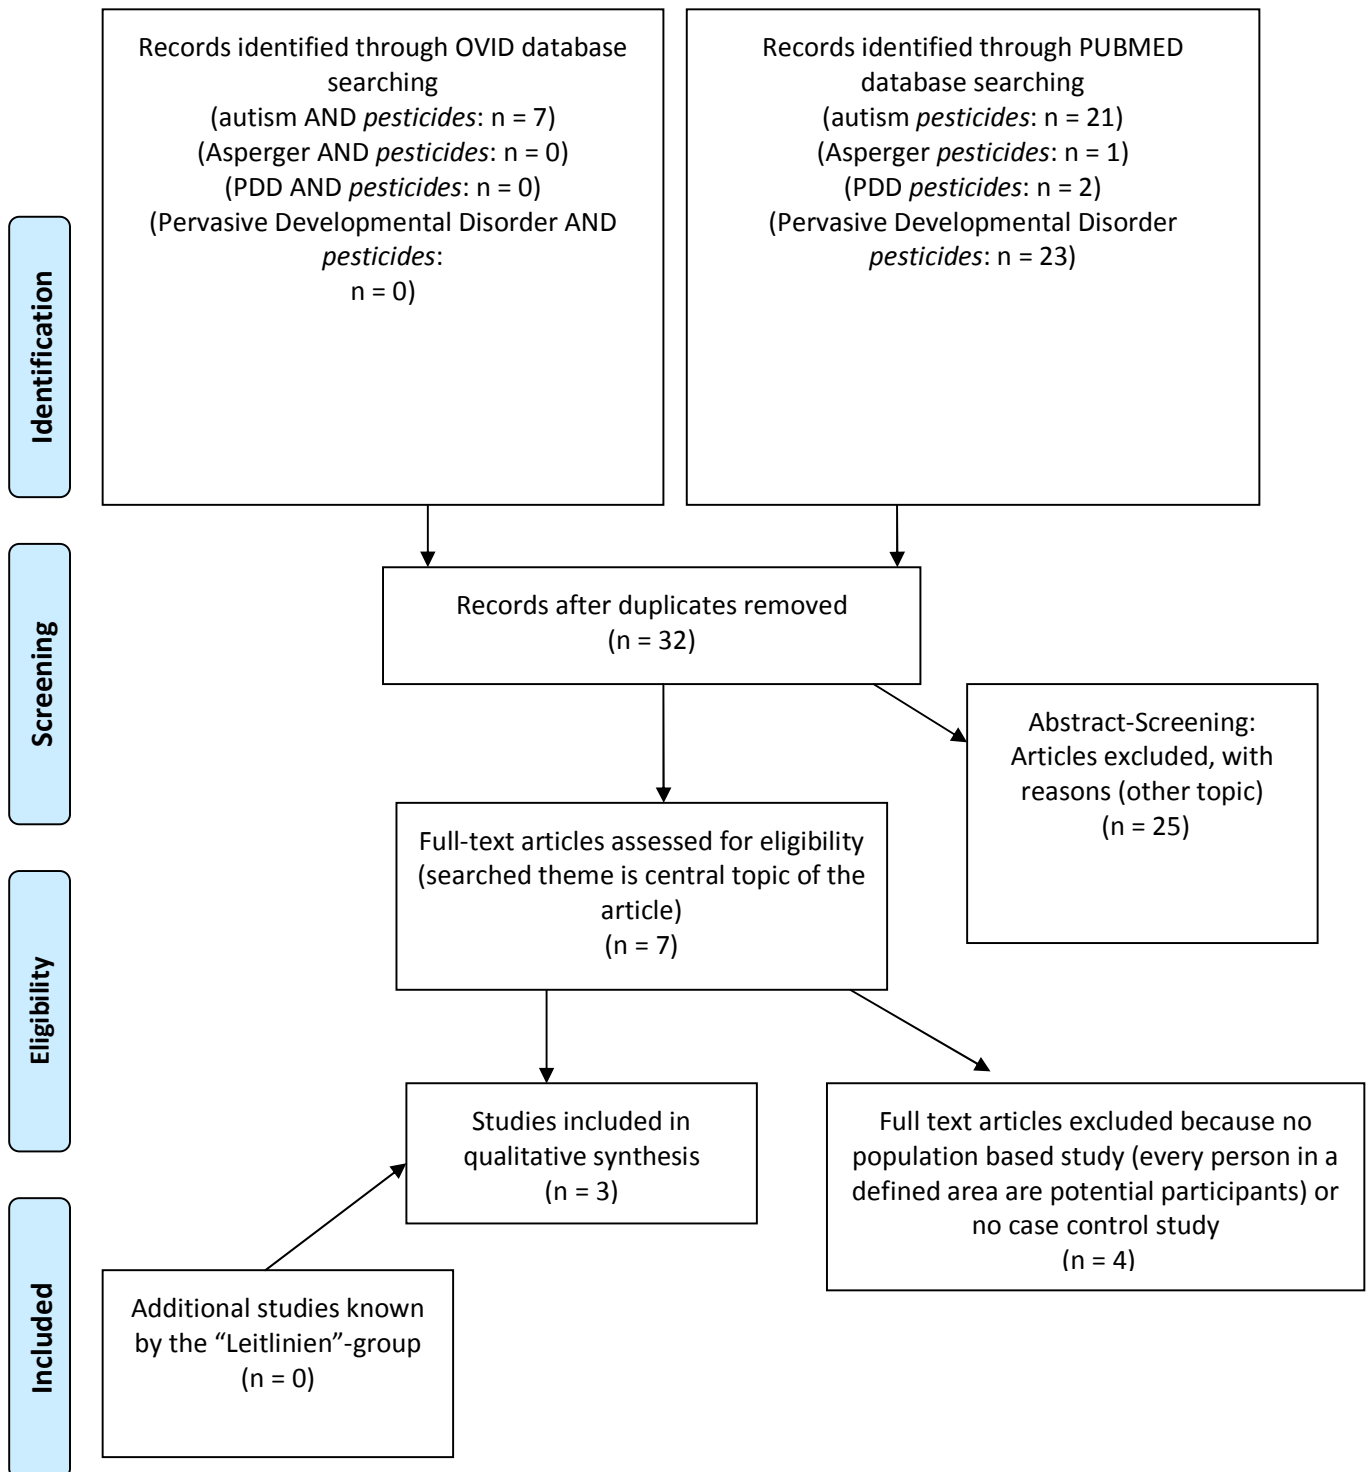 Records identified through OVID database
searching
(autism AND pesticides: n = 7)
(Asperger AND pesticides: n = 0)
(PDD AND pesticides: n = 0)
(Pervasive Developmental Disorder AND
pesticides:
n = 0)
Records identified through PUBMED
database searching
(autism pesticides: n = 21)
(Asperger pesticides: n = 1)
(PDD pesticides: n = 2)
(Pervasive Developmental Disorder
pesticides: n = 23)
Identification
Records after duplicates removed
(n = 32)
Screening
Abstract-Screening:
Articles excluded, with
reasons (other topic)
(n = 25)
Full-text articles assessed for eligibility
(searched theme is central topic of the
article)
(n = 7)
Eligibility
Studies included in
qualitative synthesis
(n = 3)
Full text articles excluded because no
population based study (every person in a
defined area are potential participants) or
no case control study
(n = 4)
Included
Additional studies known
by the “Leitlinien”-group
(n = 0)